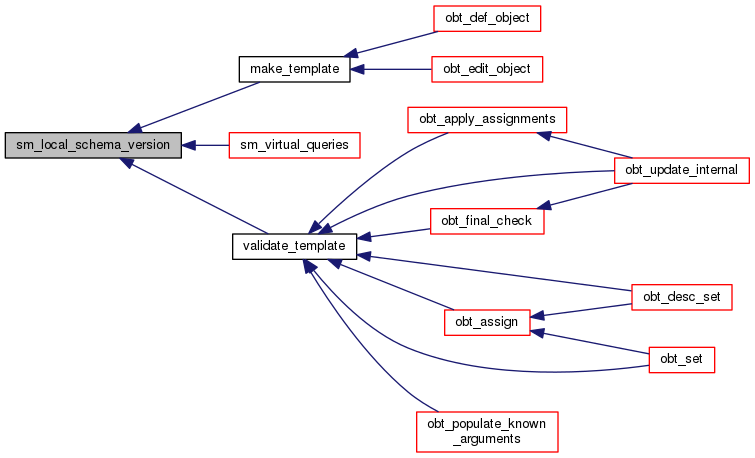 obt_def_object
make_template
obt_edit_object
obt_apply_assignments
sm_local_schema_version
sm_virtual_queries
obt_update_internal
obt_final_check
validate_template
obt_desc_set
obt_assign
obt_set
obt_populate_known
_arguments